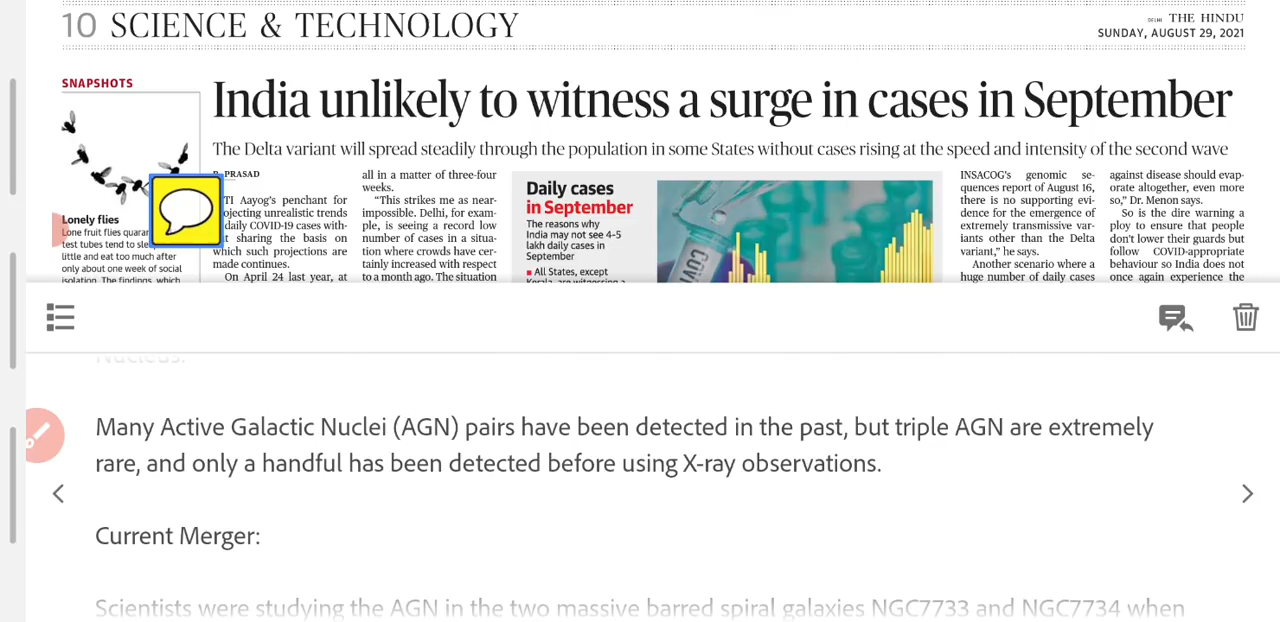 10 SCIENCE & TECHNOLOGY
DELHI THE HINDU
SUNDAY, AUGUST 29, 2021
SNAPSHOTS
India unlikely to witness a surge in cases in September
The Delta variant will spread steadily through the population in some States without cases rising at the speed and intensity of the second wave
Lonely flies
Lone fruit flies
test tubes tend to
little and eat too much after
only about one week of social
isolation. The findings, which
PRASAD
TI Aayog's penchant for
ojecting unrealistic trends
daily COVID-19 cases with-
t sharing the basis on
which such projections are
made continues.
On April 24 last year, at
all in a matter of three-four
weeks.
"This strikes me as near-
impossible. Delhi, for exam-
ple, is seeing a record low
number of cases in a situa-
tion where crowds have cer-
tainly increased with respect
to a month ago. The situation
Daily cases
in September
The reasons why
India may not see 4-5
lakh daily cases in
September
■ All States, except
Kerala, are witnessing a
COV
INSACOG's genomic se-
quences report of August 16,
there is no supporting evi-
dence for the emergence of
extremely transmissive var-
iants other than the Delta
variant," he says.
Another scenario where a
huge number of daily cases
against disease should evap-
orate altogether, even more
so," Dr. Menon says.
So is the dire warning a
ploy to ensure that people
don't lower their guards but
follow COVID-appropriate
behaviour so India does not
once again experience the
Nucleus.
Many Active Galactic Nuclei (AGN) pairs have been detected in the past, but triple AGN are extremely
rare, and only a handful has been detected before using X-ray observations.
Current Merger:
Scientists were studying the AGN in the two massive barred spiral galaxies NGC7733 and NGC7734 when